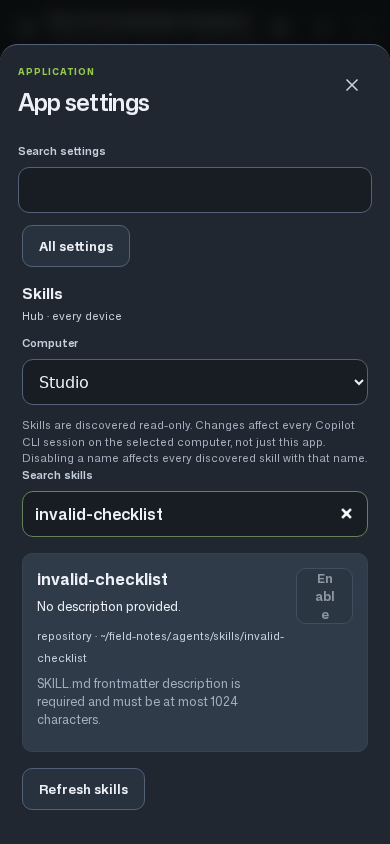 APPLICATION
App settings
Search settings
All settings
Skills
Hub · every device
Computer
Studio
Skills are discovered read-only. Changes affect every Copilot
CLI session on the selected computer, not just this app.
Disabling a name affects every discovered skill with that name.
Search skills
invalid-checklist
invalid-checklist
En
abl
e
No description provided.
repository · ~/field-notes/.agents/skills/invalid-
checklist
SKILL.md frontmatter description is
required and must be at most 1024
characters.
Refresh skills